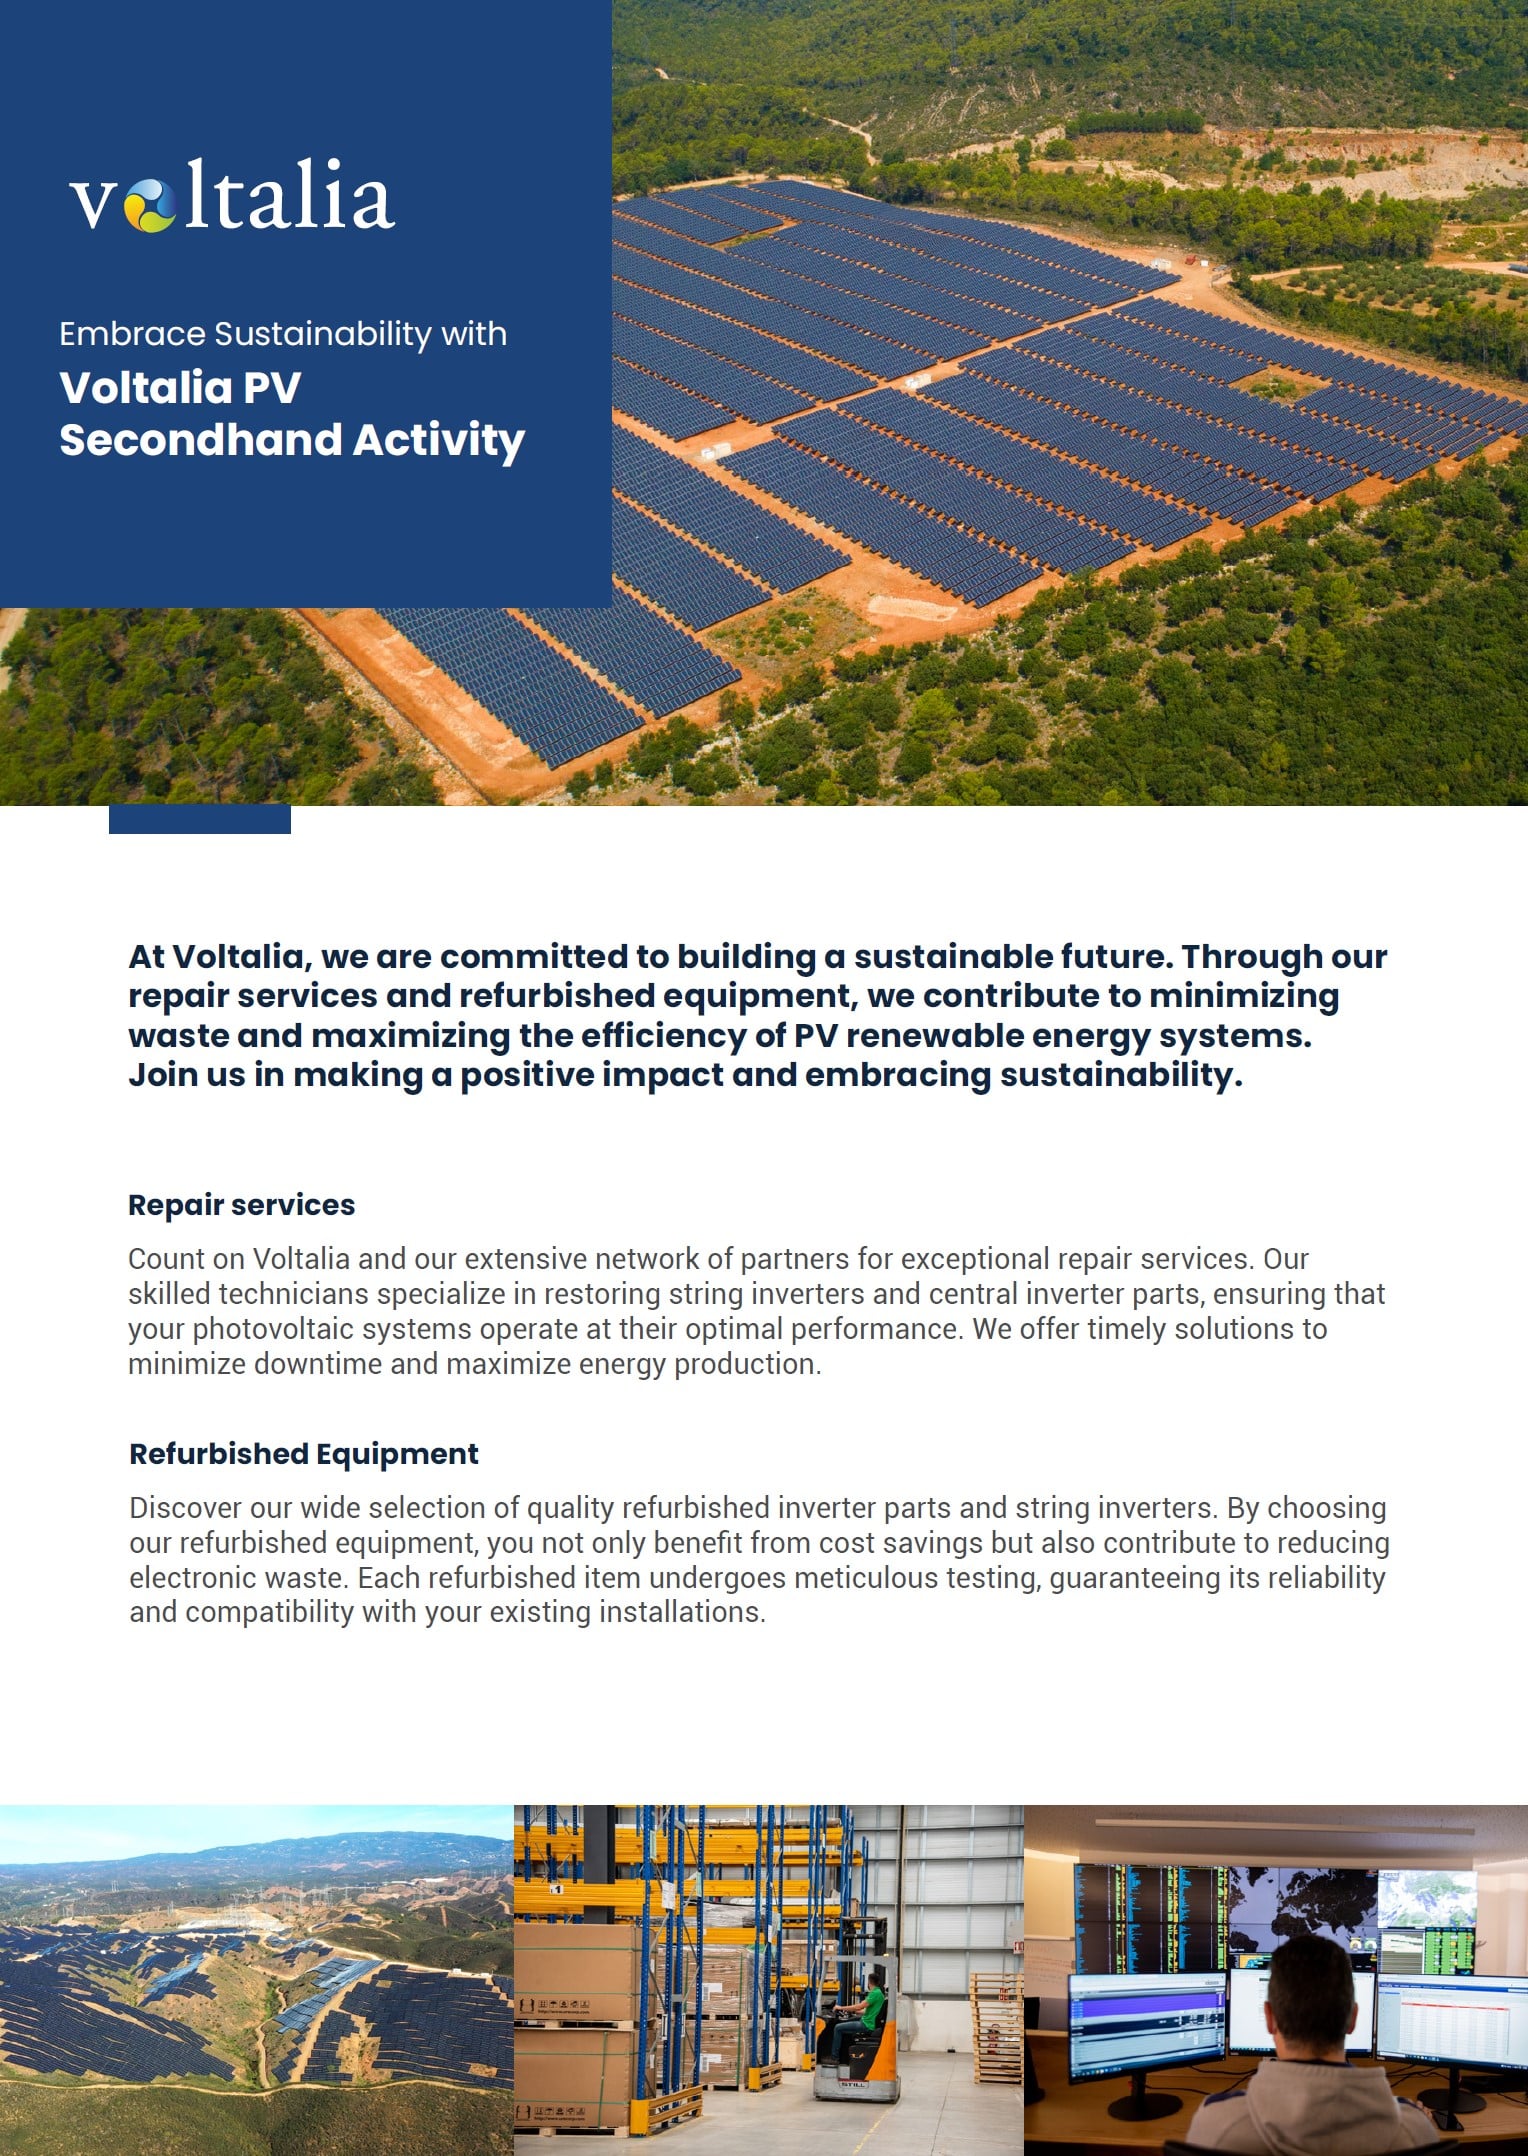 voltalia
Embrace Sustainability with
Voltalia PV
Secondhand Activity
At Voltalia, we are committed to building a sustainable future. Through our
repair services and refurbished equipment, we contribute to minimizing
waste and maximizing the efficiency of PV renewable energy systems.
Join us in making a positive impact and embracing sustainability.
Repair services
Count on Voltalia and our extensive network of partners for exceptional repair services. Our
skilled technicians specialize in restoring string inverters and central inverter parts, ensuring that
your photovoltaic systems operate at their optimal performance. We offer timely solutions to
minimize downtime and maximize energy production.
Refurbished Equipment
Discover our wide selection of quality refurbished inverter parts and string inverters. By choosing
our refurbished equipment, you not only benefit from cost savings but also contribute to reducing
electronic waste. Each refurbished item undergoes meticulous testing, guaranteeing its reliability
and compatibility with your existing installations.
1
STILL